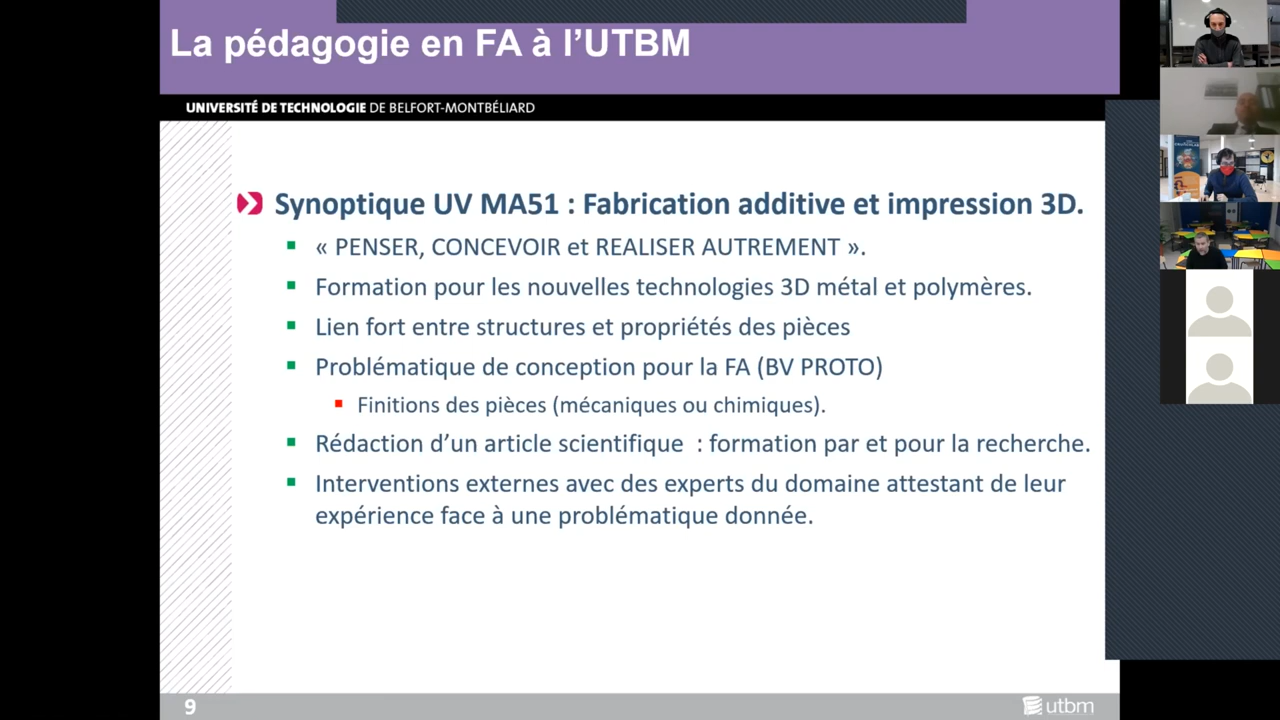 La pédagogie en FA à l’UTBM
UNIVERSITÉ DE TECHNOLOGIE DE BELFORT-MONTBÉLIARD
Synoptique UV MA51 : Fabrication additive et impression 3D.
« PENSER, CONCEVOIR et REALISER AUTREMENT ».
Formation pour les nouvelles technologies 3D métal et polymères.
Lien fort entre structures et propriétés des pièces
Problématique de conception pour la FA (BV PROTO)
Finitions des pièces (mécaniques ou chimiques).
Rédaction d’un article scientifique : formation par et pour la recherche.
Interventions externes avec des experts du domaine attestant de leur
expérience face à une problématique donnée.
9
utbm